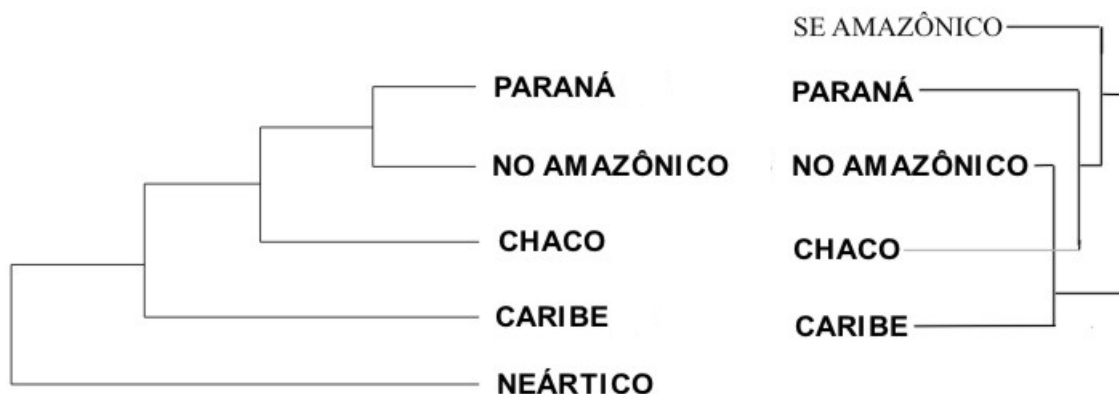 PARANÁ
NO AMAZÔNICO
CHACO
CARIBE
NEÁRTICO
SE AMAZÔNICO
PARANÁ
NO AMAZÔNICO
CHACO
CARIBE